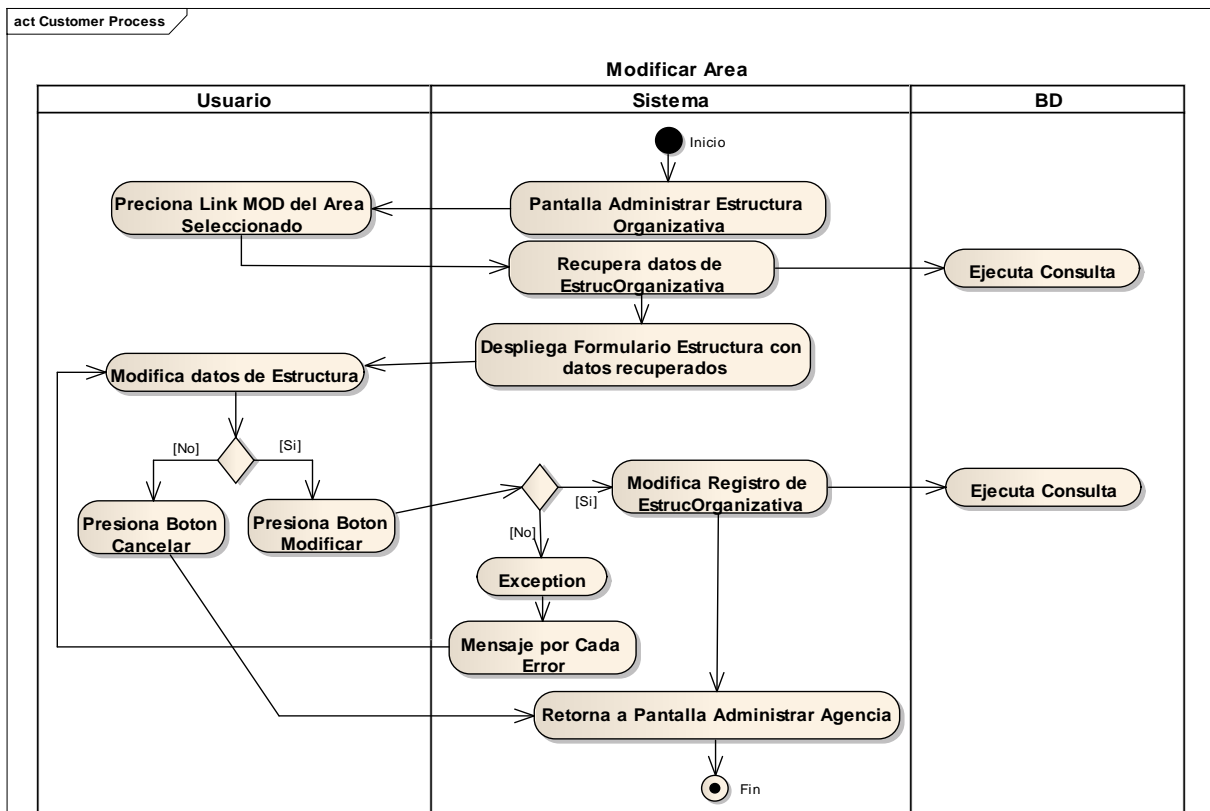 act Customer Process
Modificar Area
Usuario
Sistema
BD
Inicio
Preciona Link MOD del Area
Seleccionado
Pantalla Administrar Estructura
Organizativa
Recupera datos de
EstrucOrganizativa
Ejecuta Consulta
Despliega Formulario Estructura con
datos recuperados
Modifica datos de Estructura
[No]
[Si]
Presiona Boton
Cancelar
Presiona Boton
Modificar
[Si]
[No]
Modifica Registro de
EstrucOrganizativa
Ejecuta Consulta
Exception
Mensaje por Cada
Error
Retorna a Pantalla Administrar Agencia
Fin